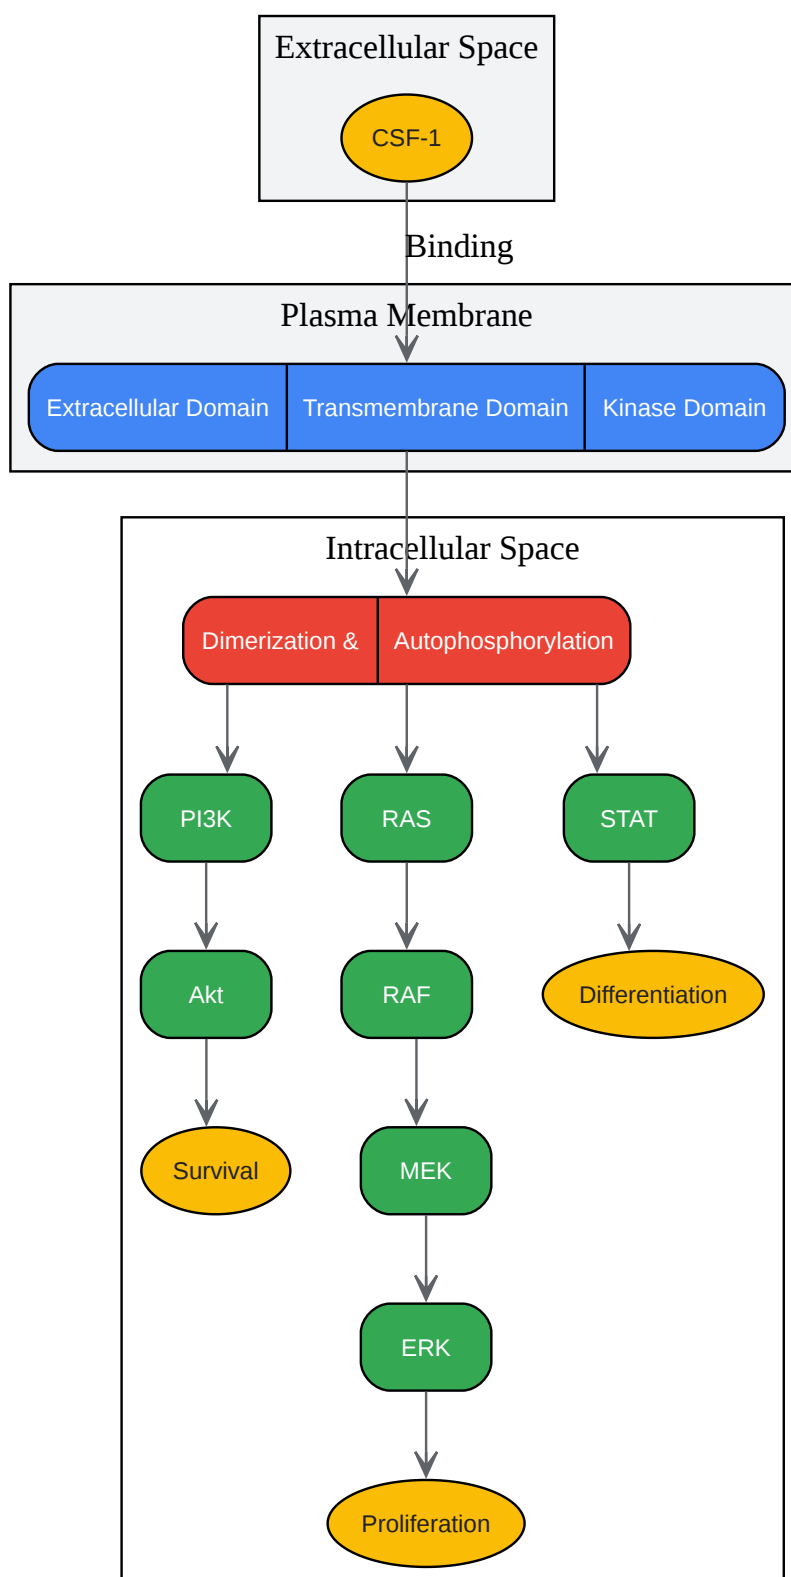 Extracellular Space
CSF-1
Binding
Plasma Membrane
Extracellular Domain
Transmembrane Domain
Kinase Domain
Intracellular Space
Dimerization &
Autophosphorylation
PI3K
RAS
STAT
Akt
RAF
Differentiation
Survival
MEK
ERK
Proliferation